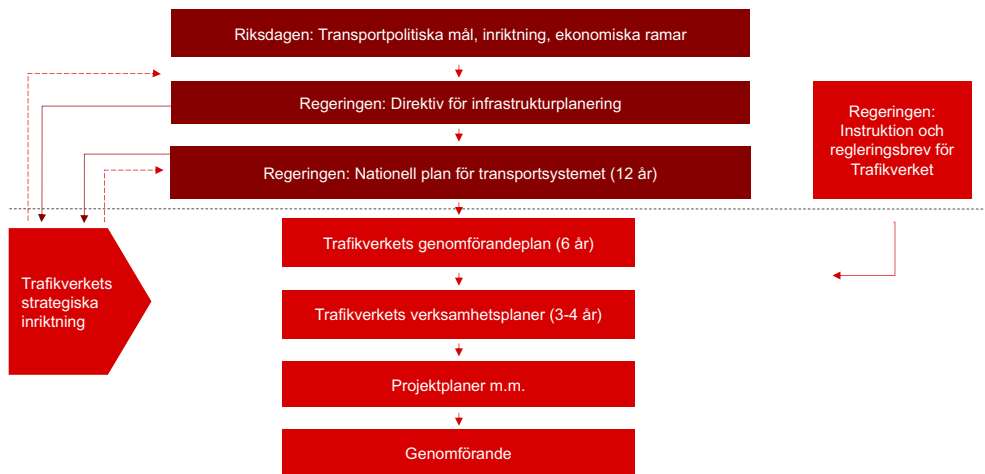 Riksdagen: Transportpolitiska mål, inriktning, ekonomiska ramar
Regeringen: Direktiv för infrastrukturplanering
Regeringen:
Instruktion och
regleringsbrev för
Trafikverket
Regeringen: Nationell plan för transportsystemet (12 år)
Trafikverkets genomförandeplan (6 år)
Trafikverkets
strategiska
inriktning
Trafikverkets verksamhetsplaner (3-4 år)
Projektplaner m.m.
Genomförande